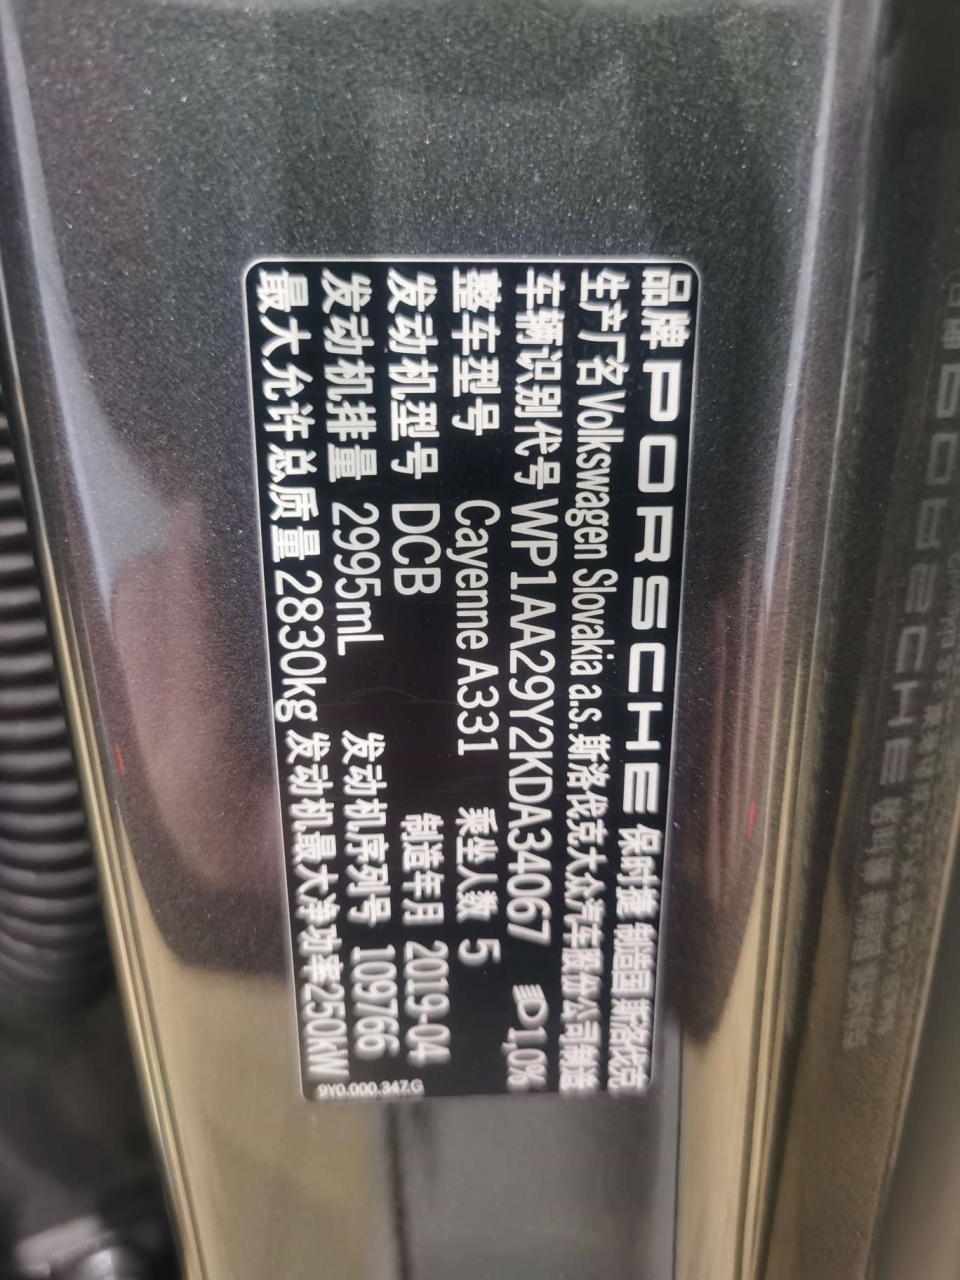 品牌 PORSCHE 保时捷 制造国 斯洛伐克
生产厂名 Volkswagen Slovakia a.s. 斯洛伐克大众汽车股份公司制造
车辆识别代号 WP1AA29Y2KDA34067 1,0%
整车型号 Cayenne A331 乘坐人数 5
发动机型号 DCB 制造年月 2019-04
发动机排量 2995mL 发动机序列号 109766
最大允许总质量 2830kg 发动机最大净功率 250kW
9Y0.000.347.G